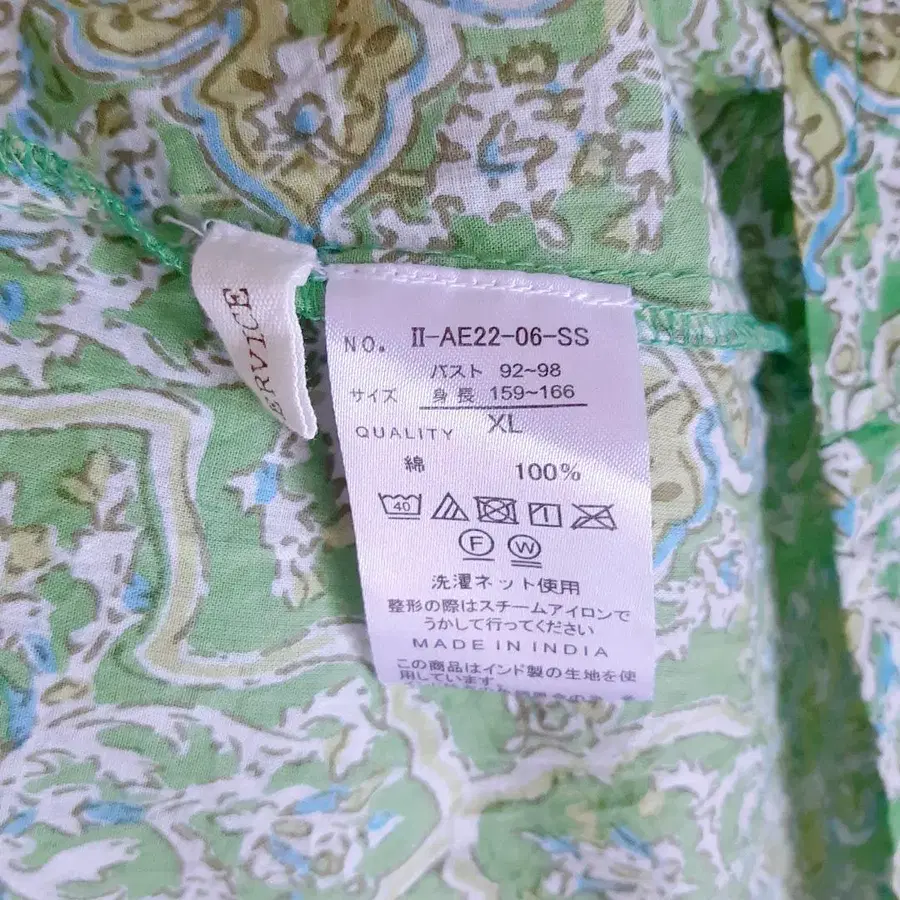 ERVICE
NO. II-AE22-06-SS
バスト 92~98
サイズ 身長 159~166
QUALITY XL
綿 100%
40
F W
洗濯ネット使用
整形の際はスチームアイロンで
うかして行ってください
MADE IN INDIA
この商品はインド製の生地を使
用しています